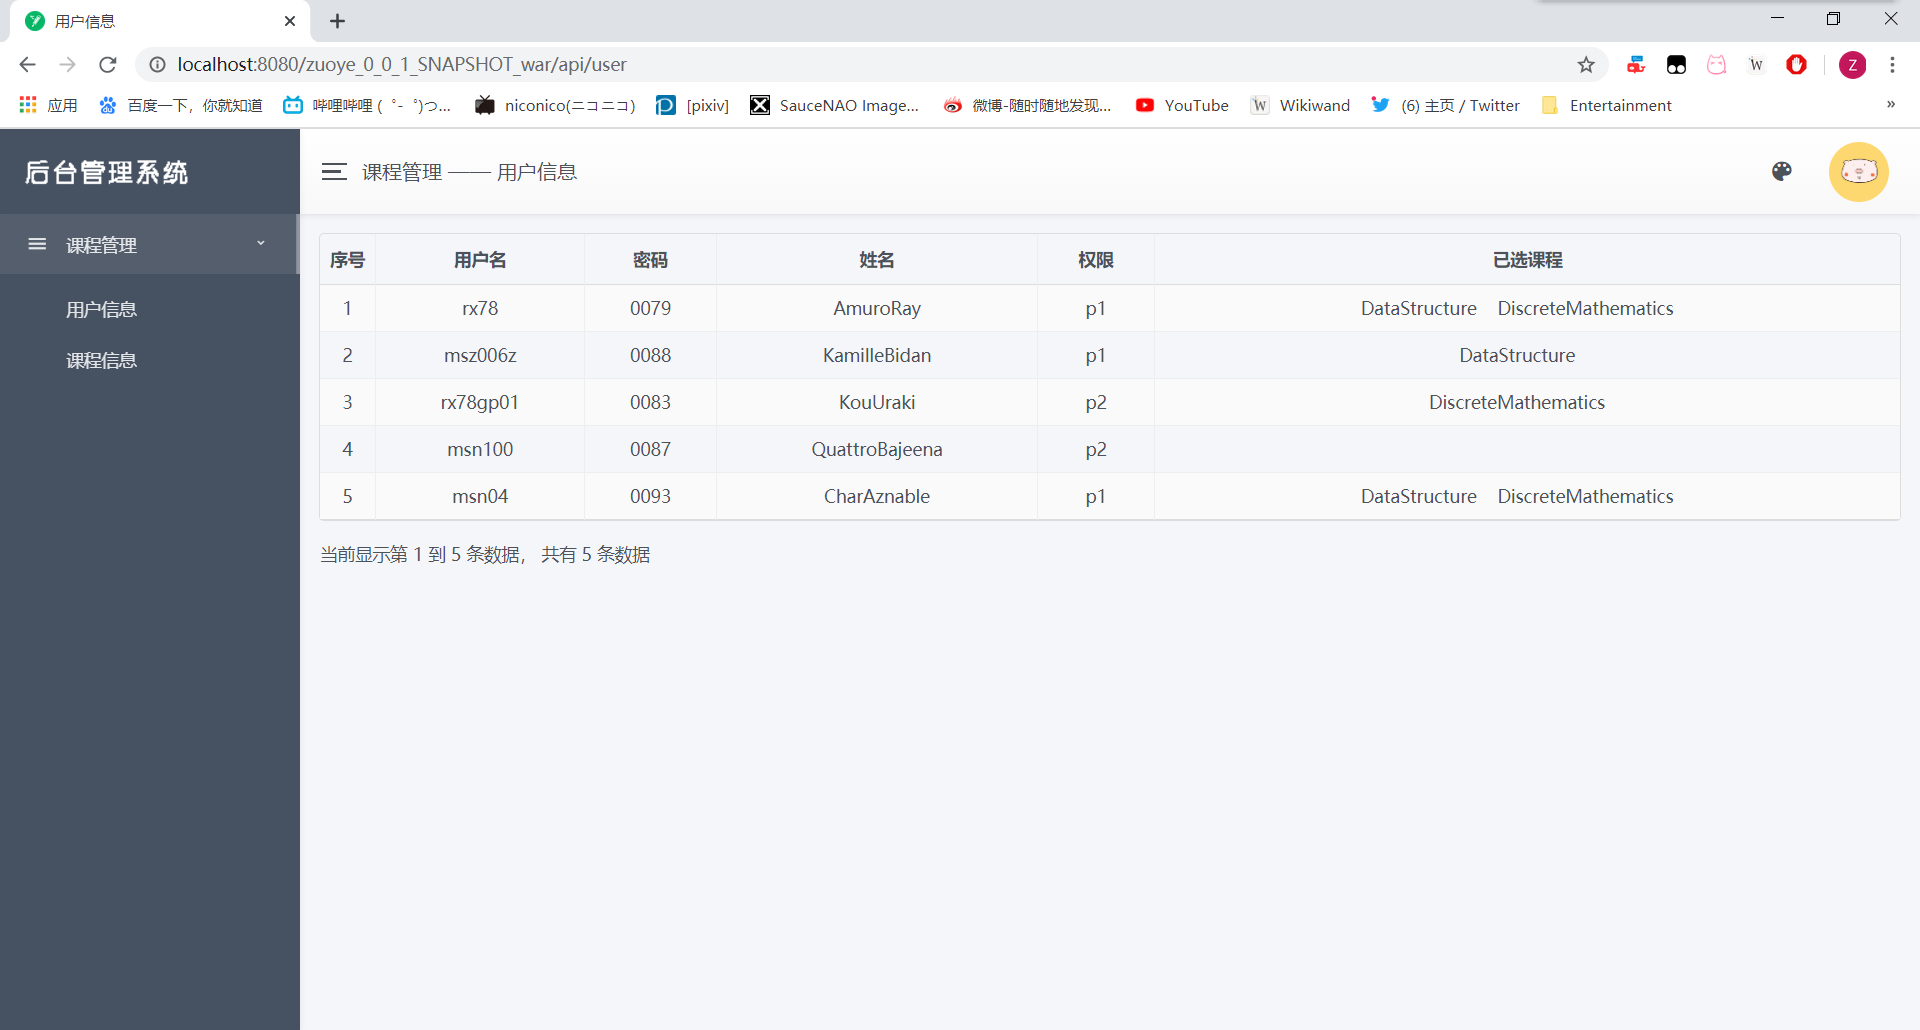 用户信息
localhost:8080/zuoye_0_0_1_SNAPSHOT_war/api/user
W
Z
应用
百度一下，你就知道
哔哩哔哩 ( ゜- ゜)つ...
niconico(ニコニコ)
[pixiv]
SauceNAO Image...
微博-随时随地发现...
YouTube
W Wikiwand
(6) 主页 / Twitter
Entertainment
»
后台管理系统
课程管理 —— 用户信息
课程管理
用户信息
课程信息
序号 用户名 密码 姓名 权限 已选课程
1 rx78 0079 AmuroRay p1 DataStructure DiscreteMathematics
2 msz006z 0088 KamilleBidan p1 DataStructure
3 rx78gp01 0083 KouUraki p2 DiscreteMathematics
4 msn100 0087 QuattroBajeena p2
5 msn04 0093 CharAznable p1 DataStructure DiscreteMathematics
当前显示第 1 到 5 条数据， 共有 5 条数据